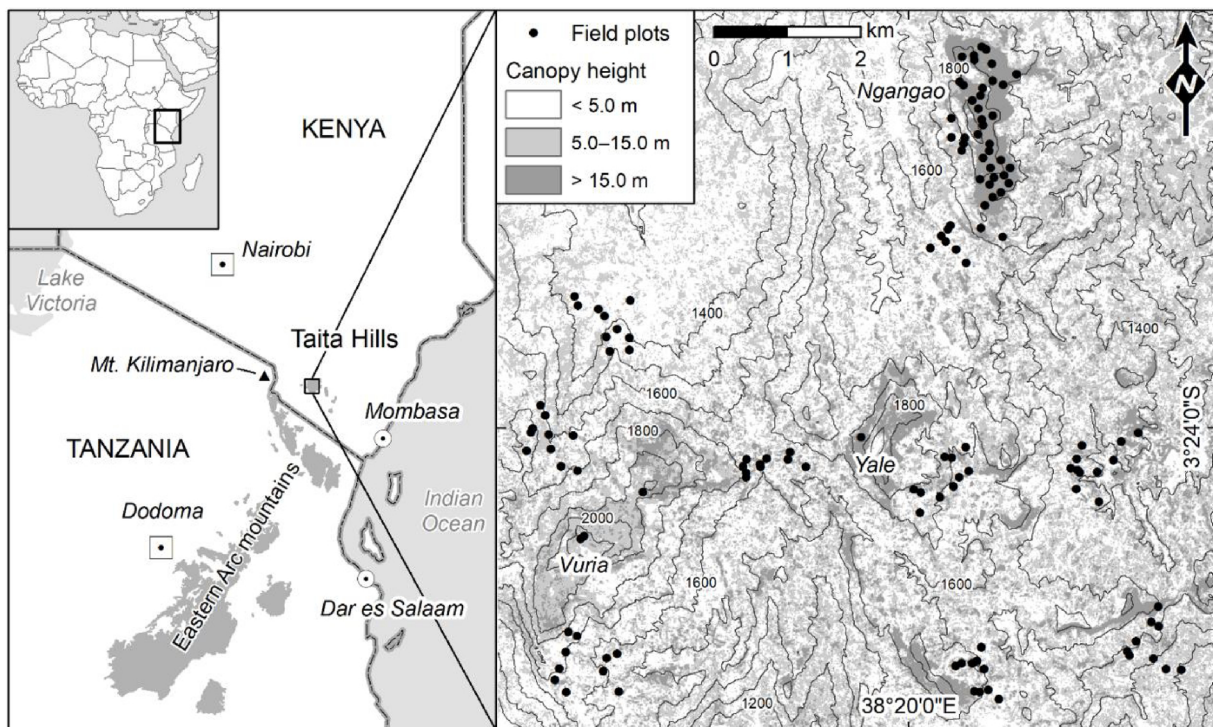 KENYA
Nairobi
Lake
Victoria
Taita Hills
Mt. Kilimanjaro
Mombasa
TANZANIA
Indian
Ocean
Dodoma
Eastern Arc mountains
Dar es Salaam
Field plots
Canopy height
< 5.0 m
5.0–15.0 m
> 15.0 m
km
0 1 2
N
1800
Ngangao
1600
1400
1400
1600
1800
1800
3°24'0"S
Yale
2000
Vuria
1600
1600
1200
38°20'0"E